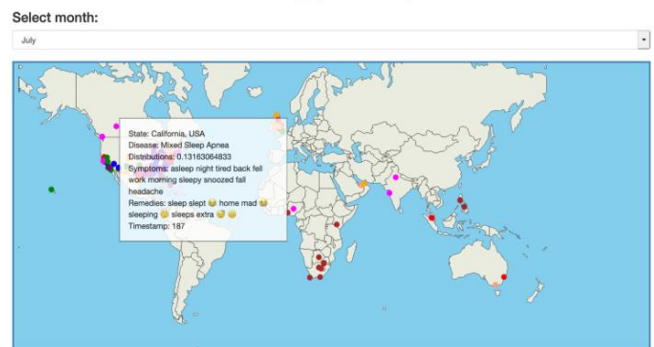 Select month:
July
State: California, USA
Disease: Mixed Sleep Apnea
Distributions: 0.13163064833
Symptoms: asleep night tired back fell
work morning sleepy snoozed fall
headache
Remedies: sleep slept 😂 home mad 😂
sleeping 😴 sleeps extra 😴 😊
Timestamp: 187